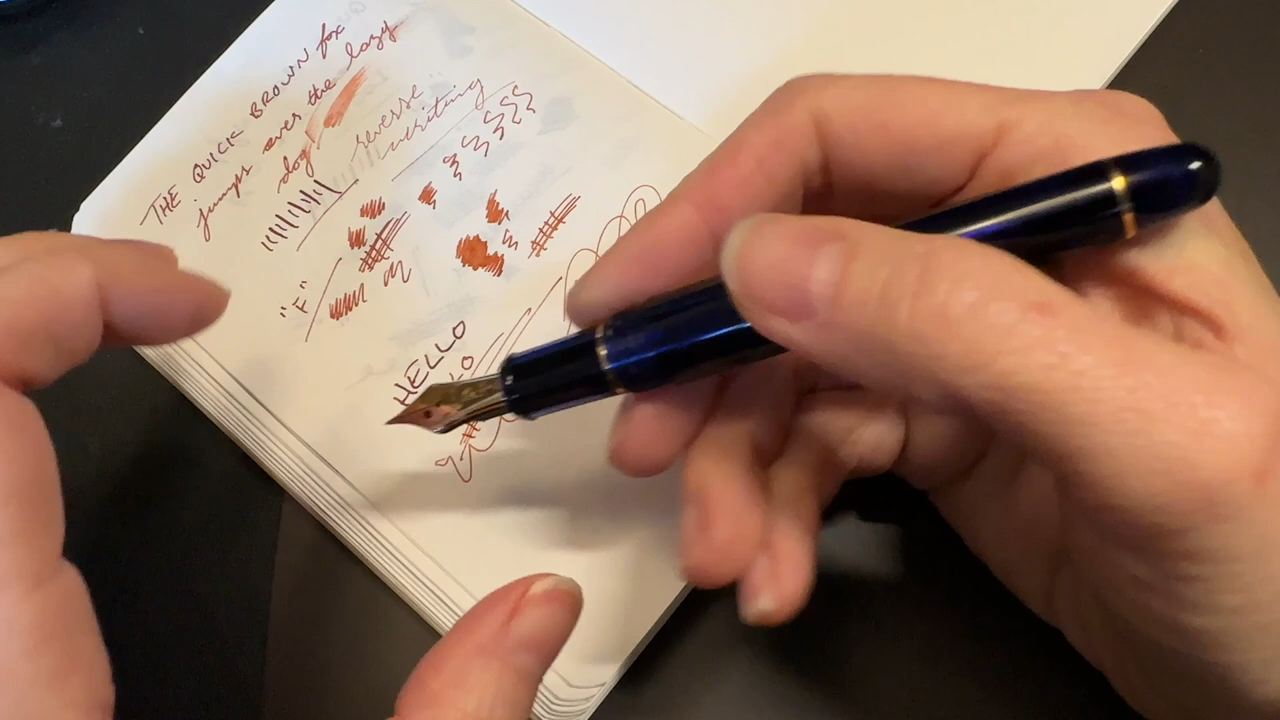 THE QUICK BROWN fox
jumps over the lazy
dog
reverse
writing
"F"
HELLO